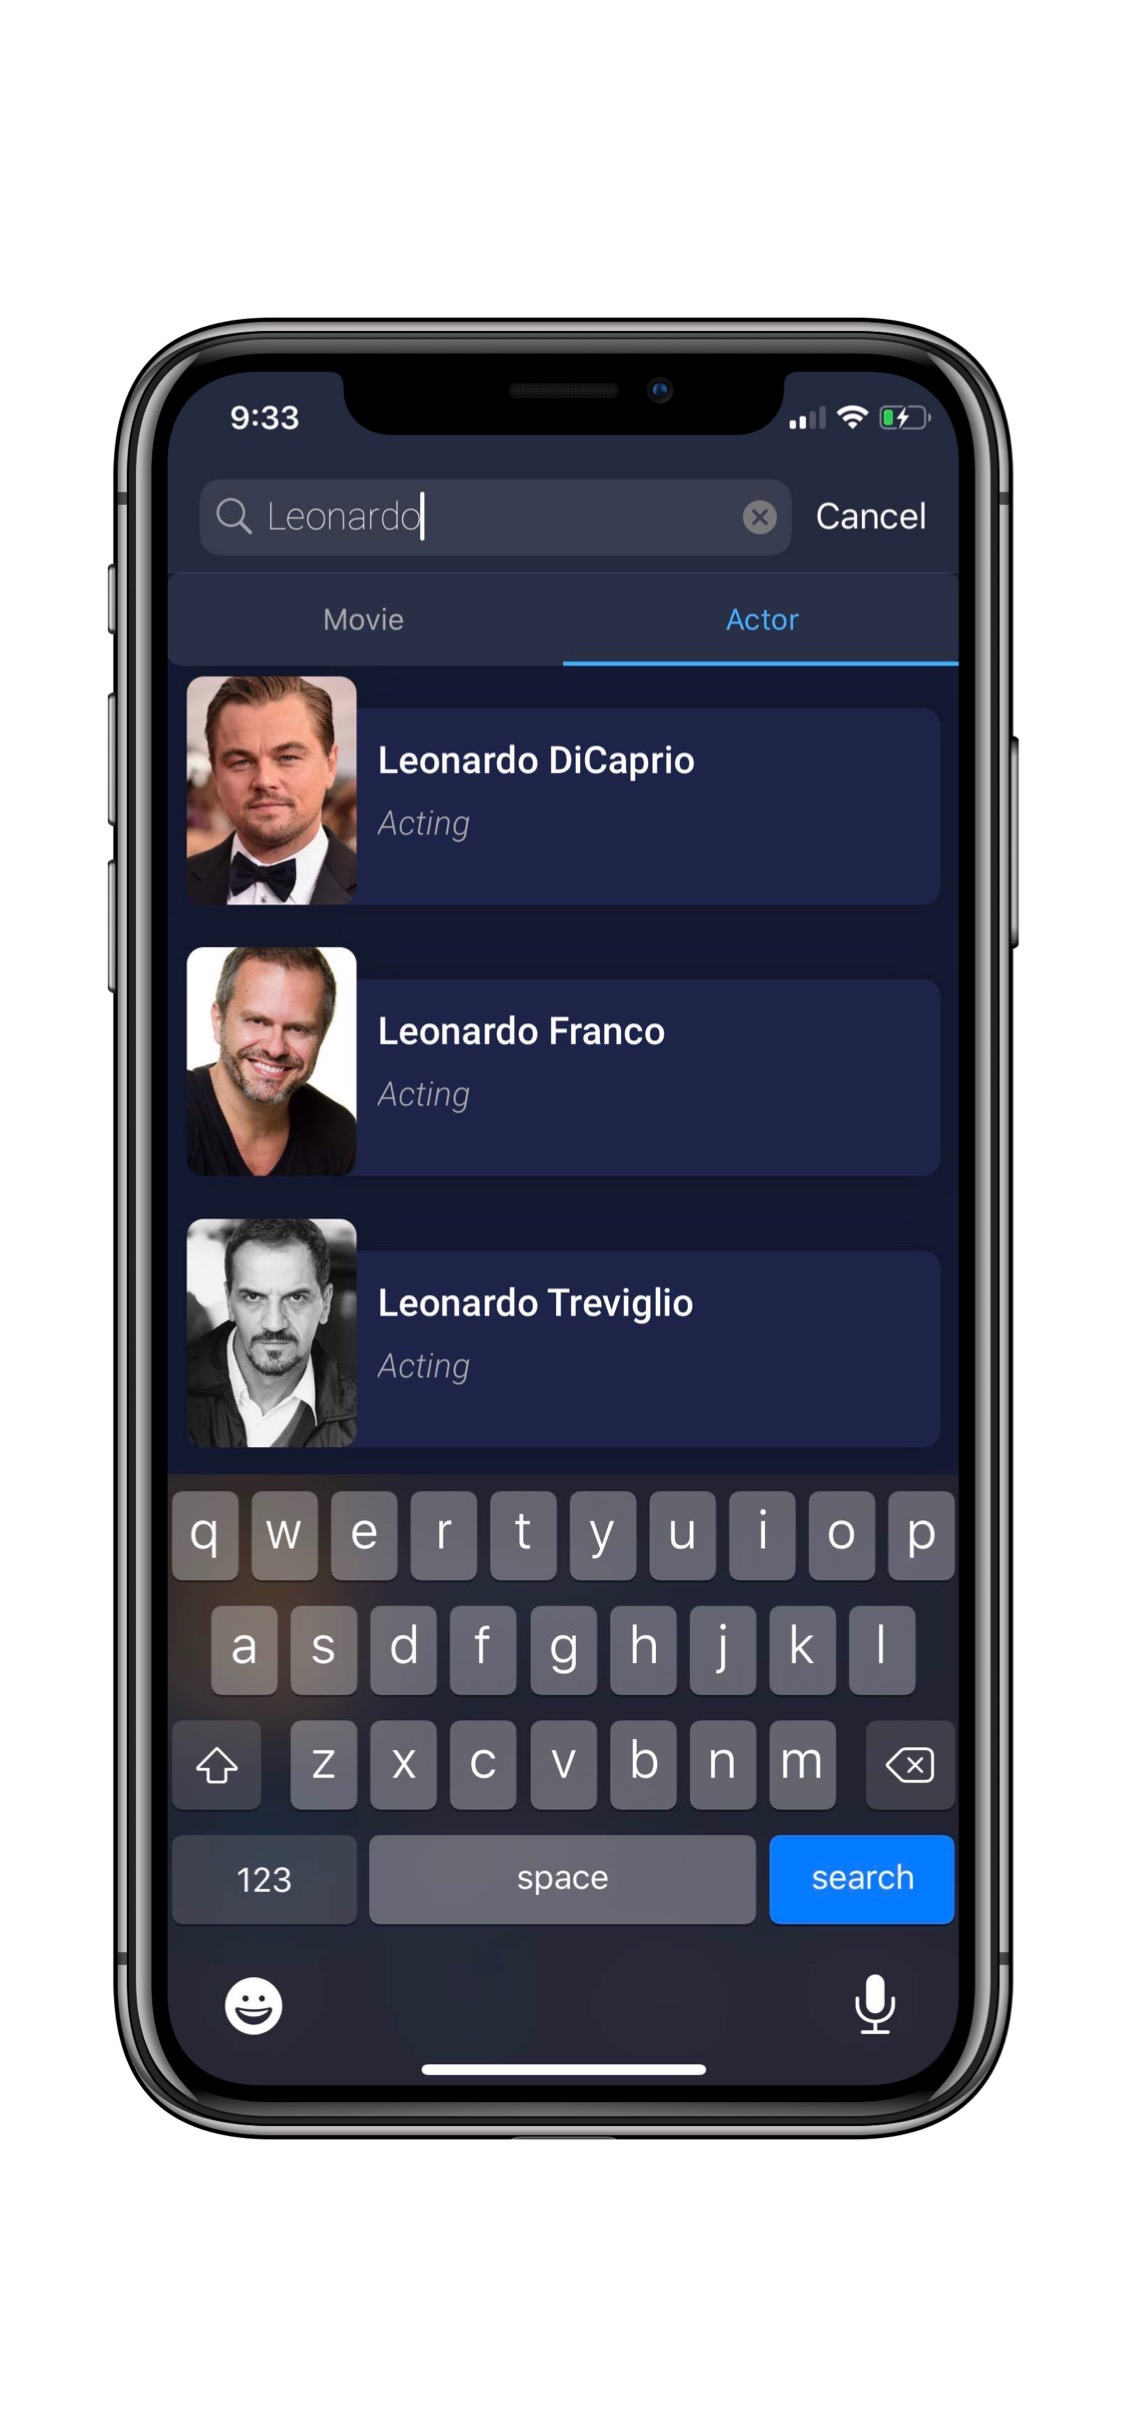 9:33
Leonardo
Cancel
Movie
Actor
Leonardo DiCaprio
Acting
Leonardo Franco
Acting
Leonardo Treviglio
Acting
q w e r t y u i o p
a s d f g h j k l
z x c v b n m
123 space search